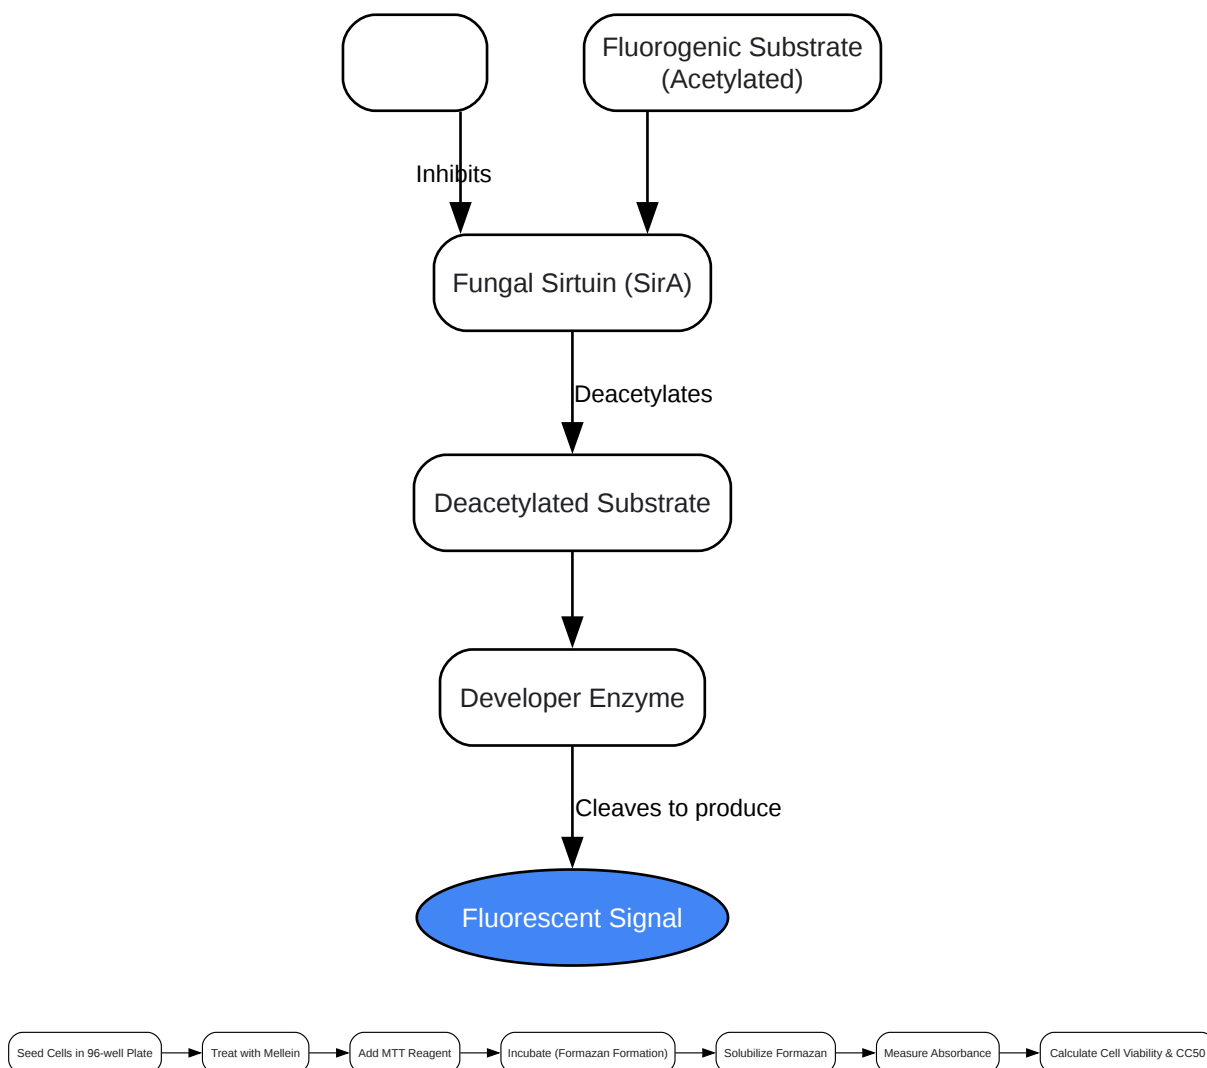 Fluorogenic Substrate
(Acetylated)
Inhibits
Fungal Sirtuin (SirA)
Deacetylates
Deacetylated Substrate
Developer Enzyme
Cleaves to produce
Fluorescent Signal
Seed Cells in 96-well Plate
Treat with Mellein
Add MTT Reagent
Incubate (Formazan Formation)
Solubilize Formazan
Measure Absorbance
Calculate Cell Viability & CC50